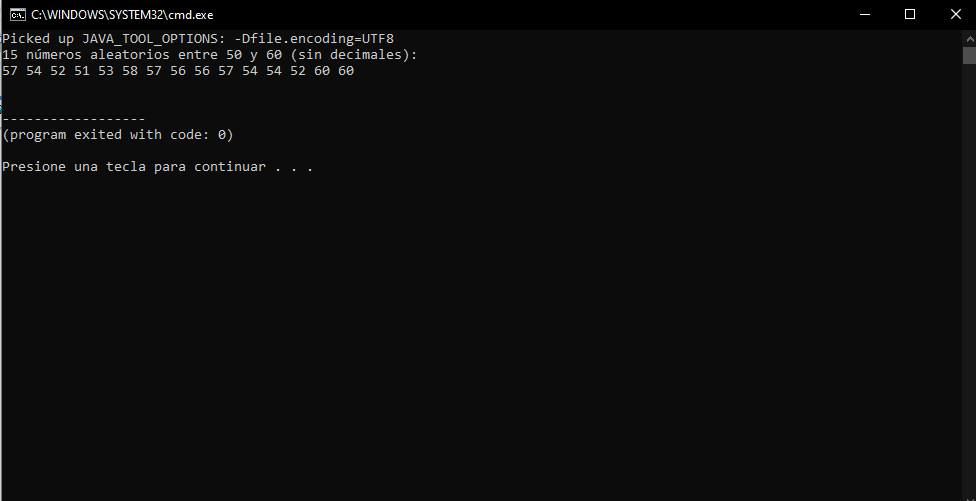 C:\WINDOWS\SYSTEM32\cmd.exe
Picked up JAVA_TOOL_OPTIONS: -Dfile.encoding=UTF8
15 números aleatorios entre 50 y 60 (sin decimales):
57 54 52 51 53 58 57 56 56 57 54 54 52 60 60
------------------
(program exited with code: 0)
Presione una tecla para continuar . . .